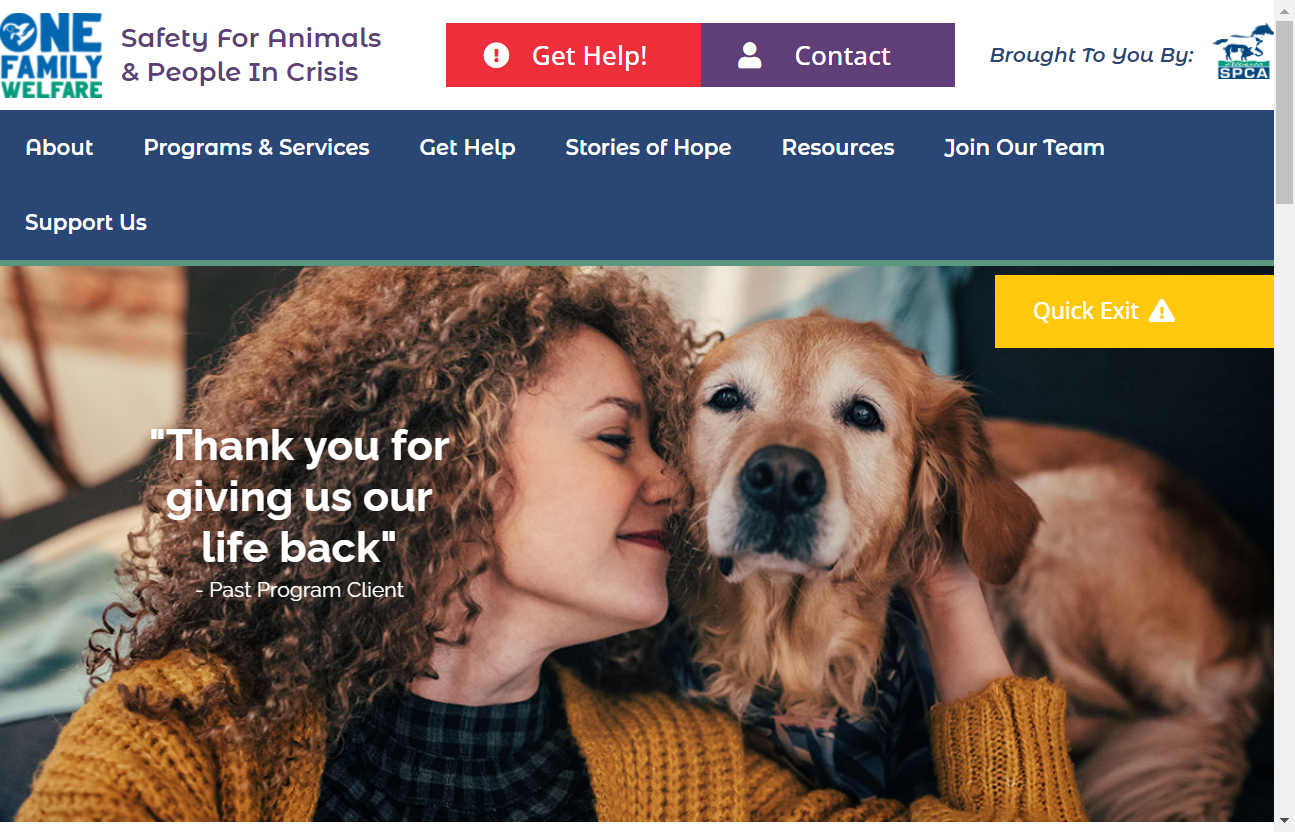 ONE
FAMILY
WELFARE
Safety For Animals
& People In Crisis
Get Help!
Contact
Brought To You By:
Alberta
SPCA
About
Programs & Services
Get Help
Stories of Hope
Resources
Join Our Team
Support Us
Quick Exit
"Thank you for
giving us our
life back"
- Past Program Client